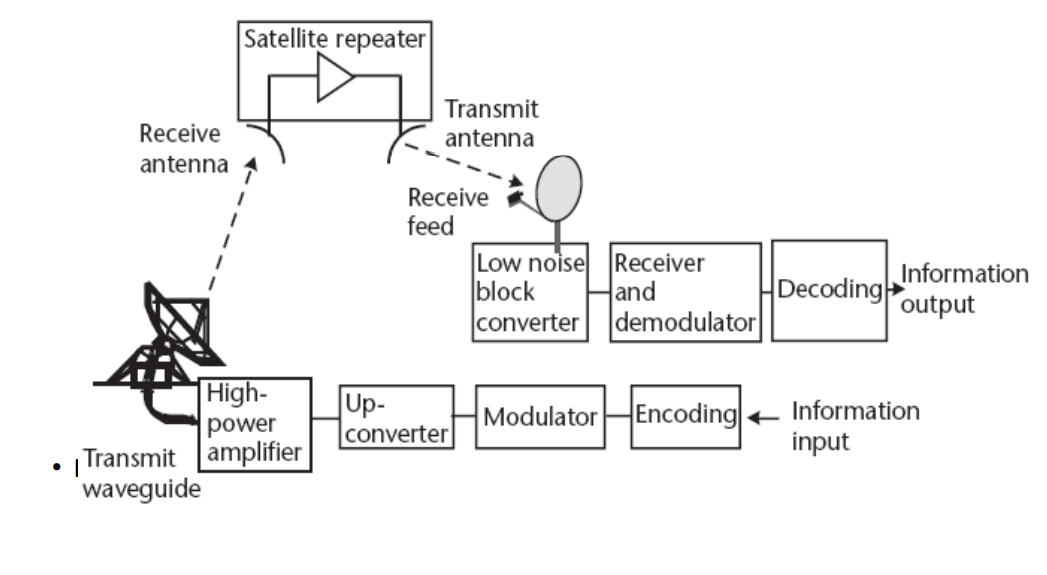 Satellite repeater
Transmit
antenna
Receive
antenna
Receive
feed
Low noise
block
converter
Receiver
and
demodulator
Decoding
Information
output
High-
power
amplifier
Up-
converter
Modulator
Encoding
Information
input
• Transmit
waveguide